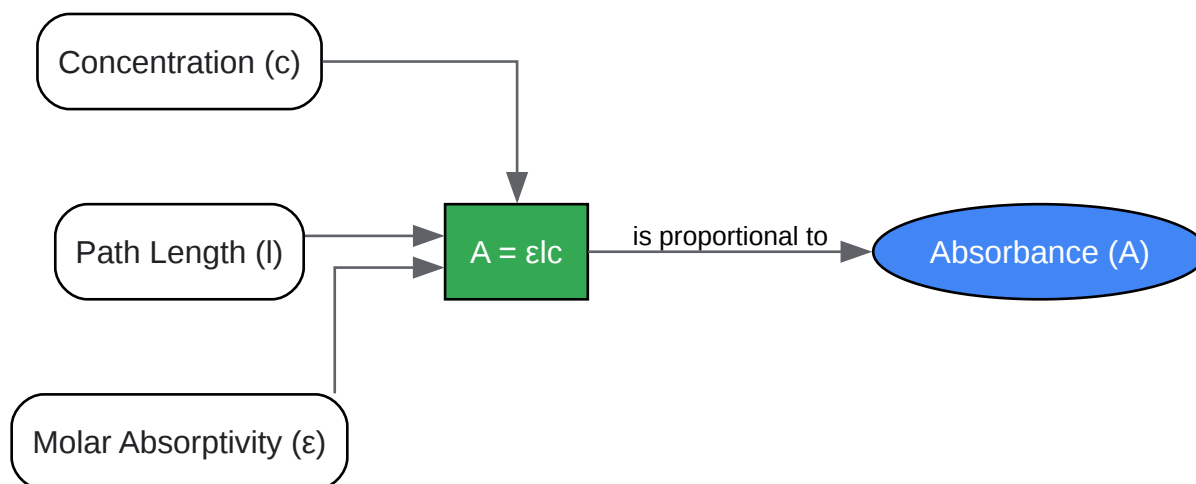 Concentration (c)
Path Length (l)
A = εlc
is proportional to
Absorbance (A)
Molar Absorptivity (ε)